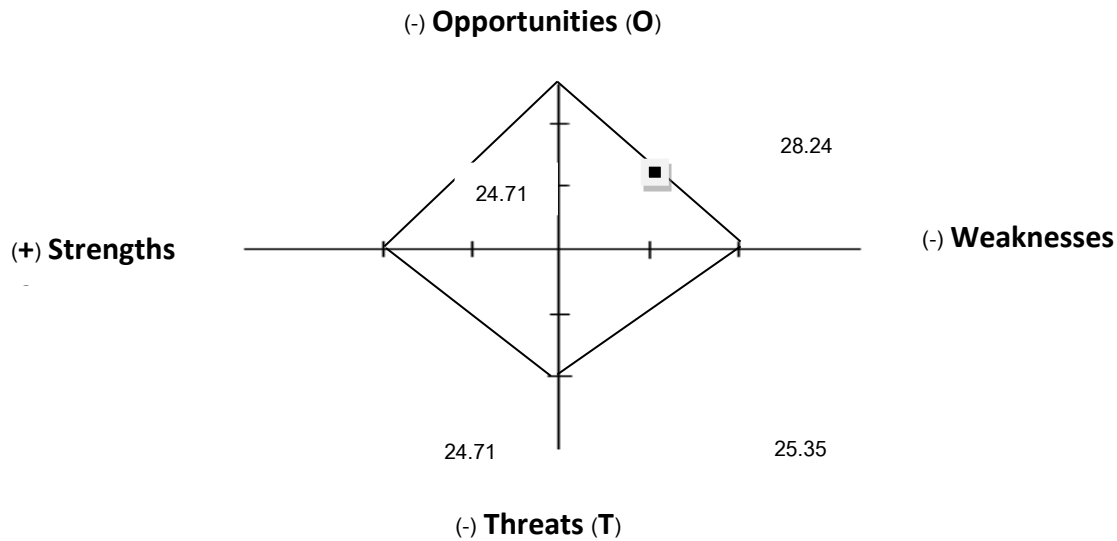 (-) Opportunities (O)
28.24
24.71
(+) Strengths
(-) Weaknesses
24.71
25.35
(-) Threats (T)